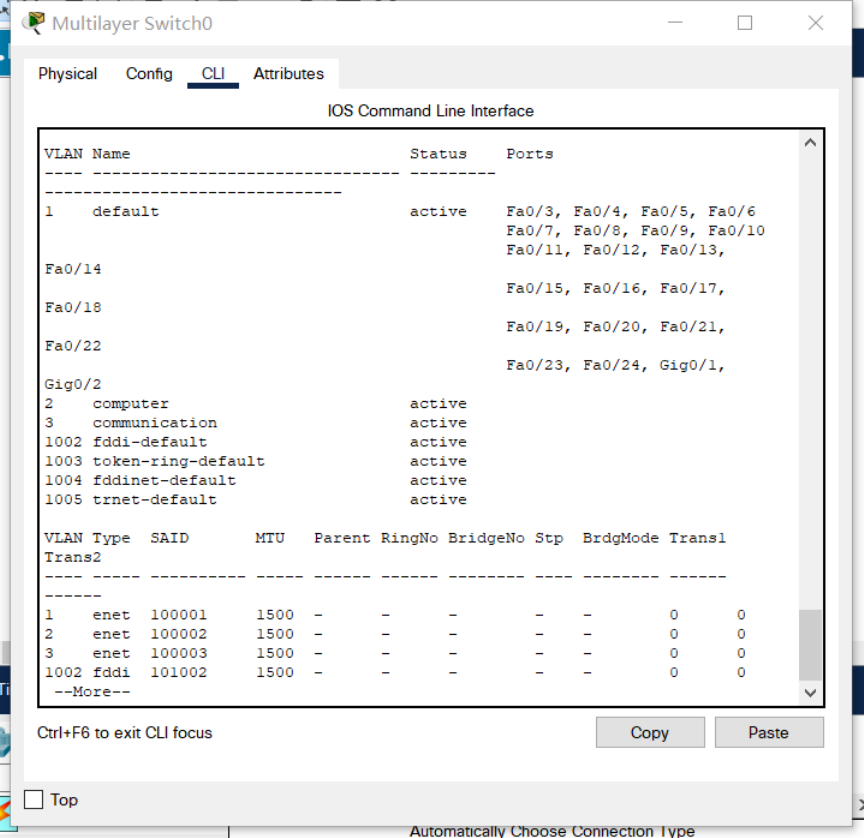 Multilayer Switch0
Physical Config CLI Attributes
IOS Command Line Interface
VLAN Name                             Status    Ports
---- -------------------------------- ---------
-------------------------------
1    default                          active    Fa0/3, Fa0/4, Fa0/5, Fa0/6
                                                Fa0/7, Fa0/8, Fa0/9, Fa0/10
                                                Fa0/11, Fa0/12, Fa0/13,
Fa0/14
                                                Fa0/15, Fa0/16, Fa0/17,
Fa0/18
                                                Fa0/19, Fa0/20, Fa0/21,
Fa0/22
                                                Fa0/23, Fa0/24, Gig0/1,
Gig0/2
2    computer                         active
3    communication                    active
1002 fddi-default                     active
1003 token-ring-default               active
1004 fddinet-default                  active
1005 trnet-default                    active
VLAN Type  SAID       MTU   Parent RingNo BridgeNo Stp  BrdgMode Trans1
Trans2
---- ----- ---------- ----- ------ ------ -------- ---- -------- ------
------
1    enet  100001     1500  -      -      -        -    -        0      0
2    enet  100002     1500  -      -      -        -    -        0      0
3    enet  100003     1500  -      -      -        -    -        0      0
1002 fddi  101002     1500  -      -      -        -    -        0      0
 --More--
Ctrl+F6 to exit CLI focus
Copy
Paste
Top
Automatically Choose Connection Type